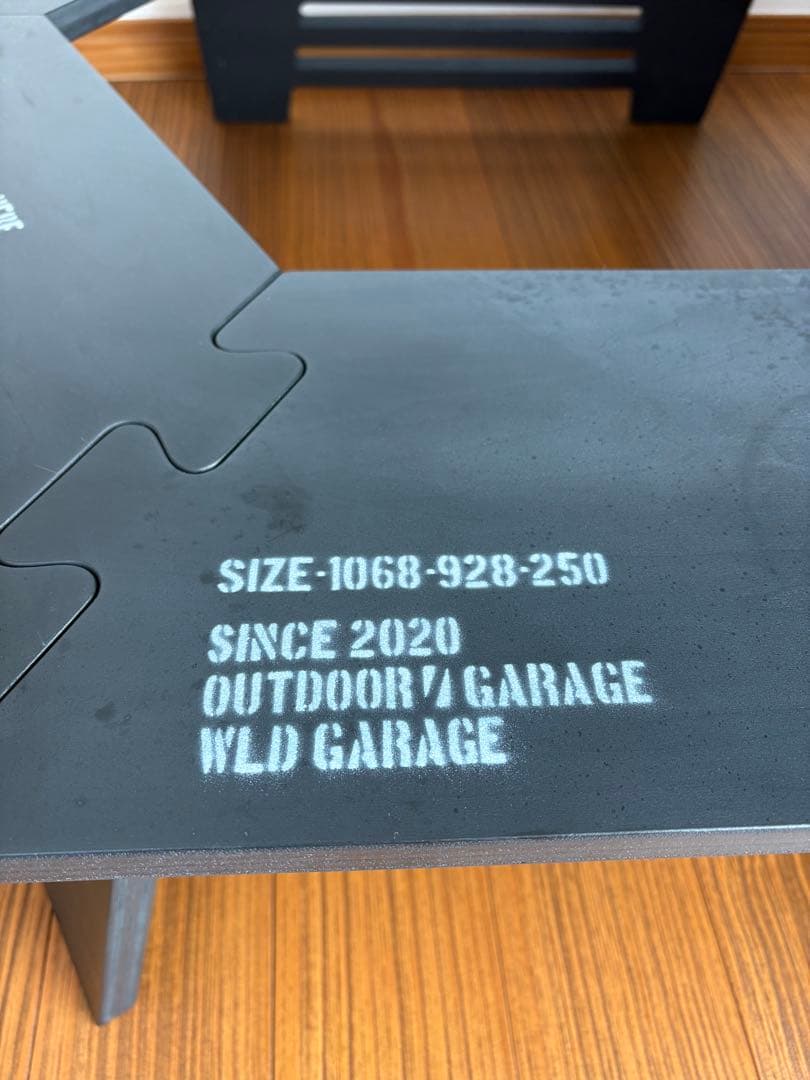 SIZE-1068-928-250
SINCE 2020
OUTDOOR/GARAGE
WLD GARAGE